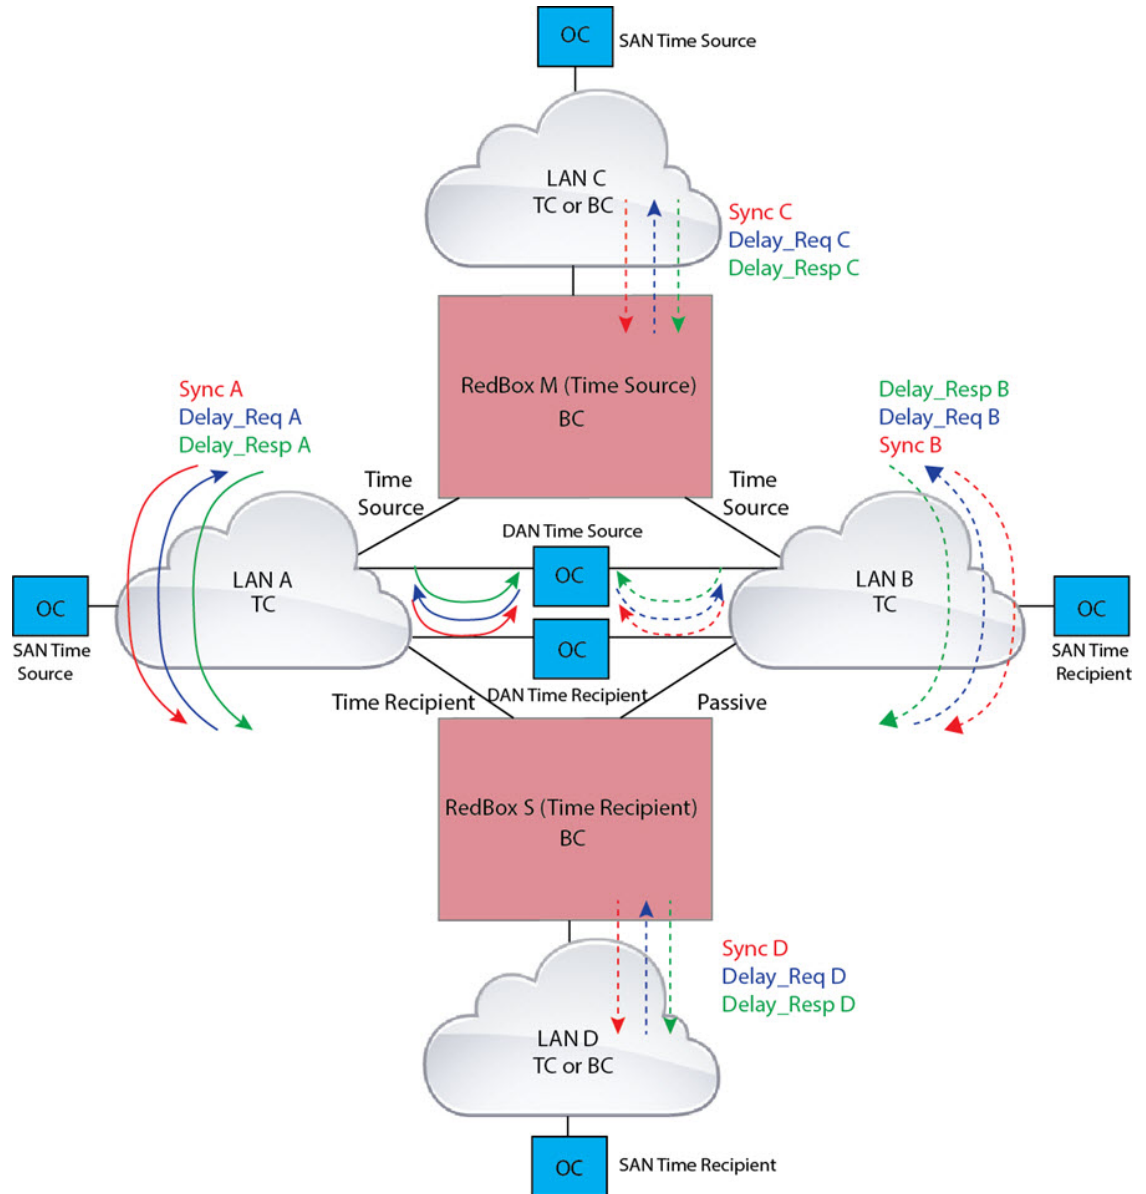 OC
SAN Time Source
LAN C
TC or BC
Sync C
Delay_Req C
Delay_Resp C
RedBox M (Time Source)
BC
Sync A
Delay_Req A
Delay_Resp A
Delay_Resp B
Delay_Req B
Sync B
Time
Source
Time
Source
DAN Time Source
OC
LAN A
TC
LAN B
TC
OC
SAN Time
Source
OC
SAN Time
Recipient
OC
DAN Time Recipient
Time Recipient
Passive
RedBox S (Time Recipient)
BC
Sync D
Delay_Req D
Delay_Resp D
LAN D
TC or BC
OC
SAN Time Recipient